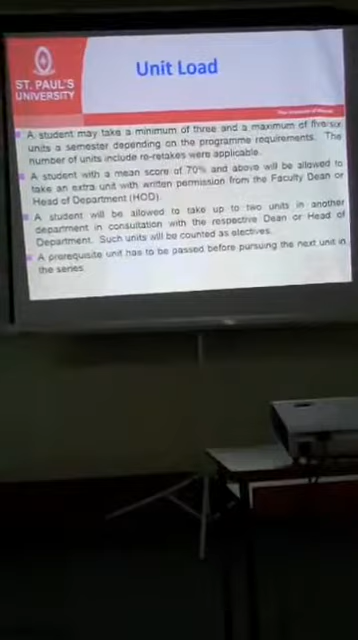 ST. PAUL'S
UNIVERSITY
Unit Load
A student may take a minimum of three and a maximum of five/six
units a semester depending on the programme requirements. The
number of units include re-retakes were applicable.
A student with a mean score of 70% and above will be allowed to
take an extra unit with written permission from the Faculty Dean or
Head of Department (HOD).
A student will be allowed to take up to two units in another
department in consultation with the respective Dean or Head of
Department. Such units will be counted as electives.
A prerequisite unit has to be passed before pursuing the next unit in
the series.